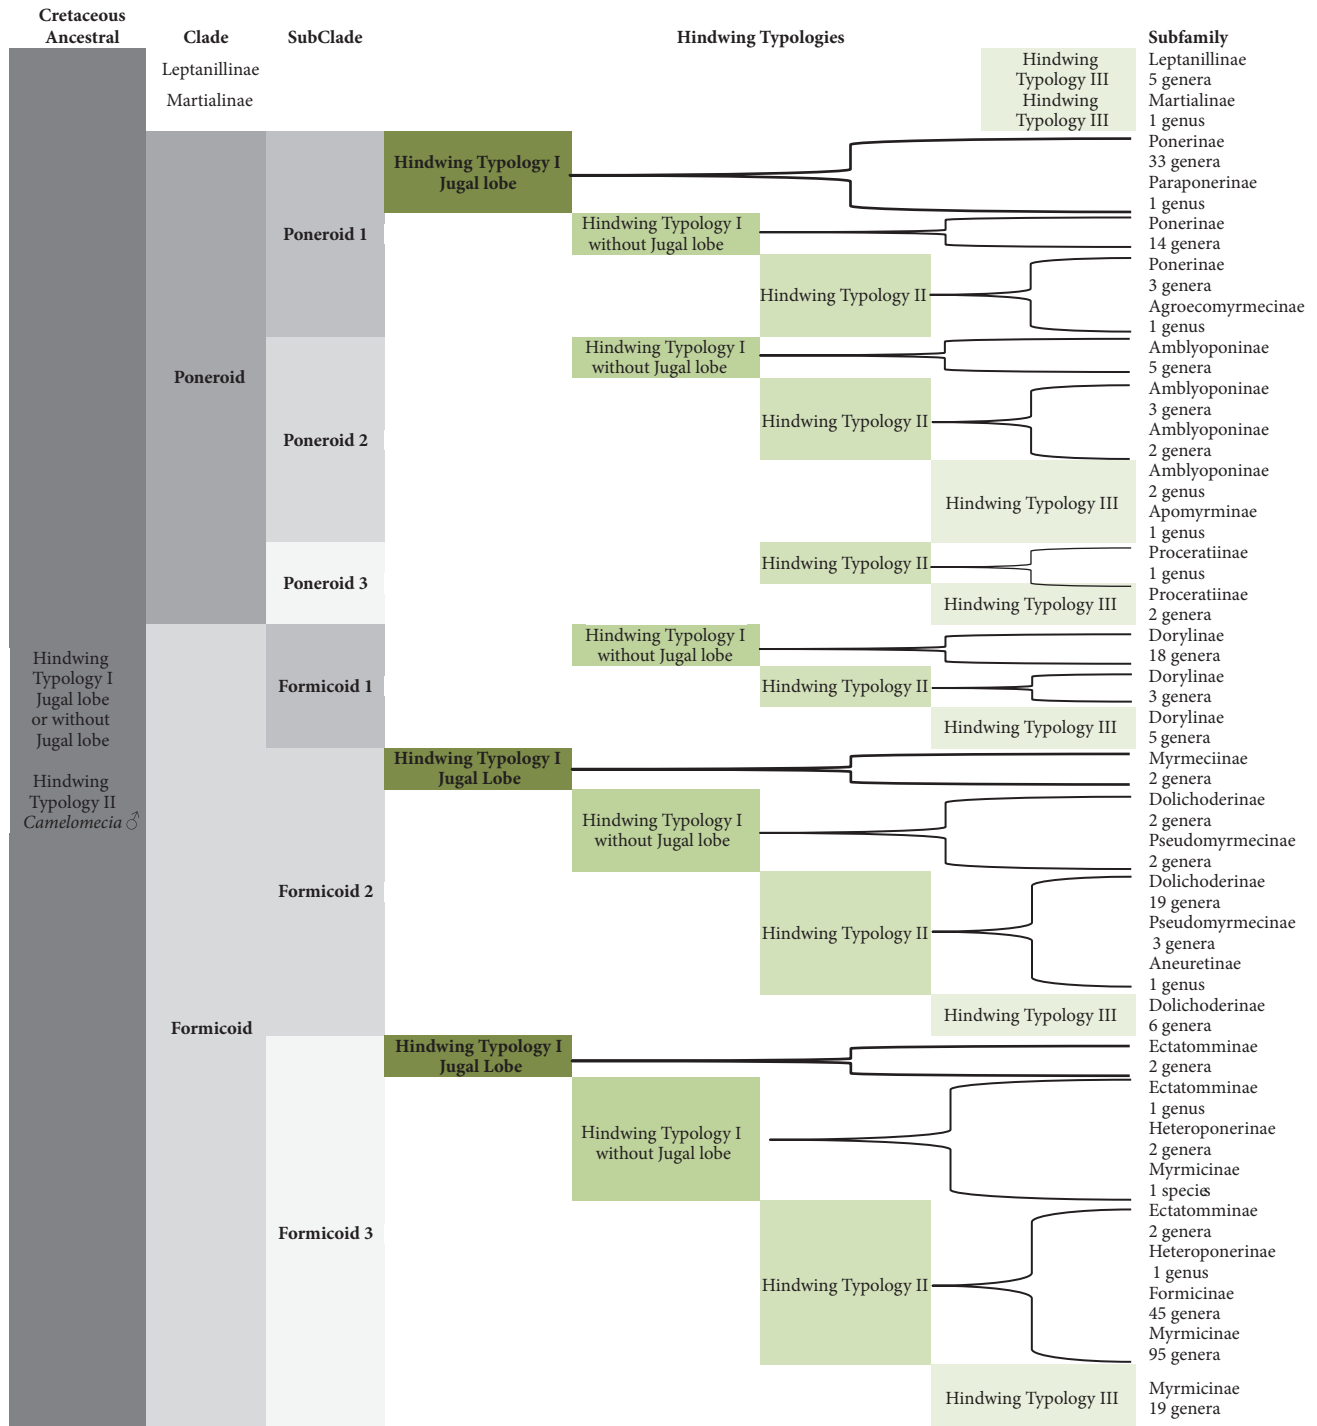 Cretaceous
Ancestral
Clade
SubClade
Hindwing Typologies
Subfamily
Leptanillinae
Martialinae
Hindwing
Typology III
Hindwing
Typology III
Leptanillinae
5 genera
Martialinae
1 genus
Hindwing Typology I
Jugal lobe
Ponerinae
33 genera
Paraponerinae
1 genus
Poneroid 1
Hindwing Typology I
without Jugal lobe
Ponerinae
14 genera
Hindwing Typology II
Ponerinae
3 genera
Agroecomyrmecinae
1 genus
Poneroid
Hindwing Typology I
without Jugal lobe
Amblyoponinae
5 genera
Poneroid 2
Hindwing Typology II
Amblyoponinae
3 genera
Amblyoponinae
2 genera
Hindwing Typology III
Amblyoponinae
2 genus
Apomyrminae
1 genus
Poneroid 3
Hindwing Typology II
Proceratiinae
1 genus
Hindwing Typology III
Proceratiinae
2 genera
Hindwing
Typology I
Jugal lobe
or without
Jugal lobe
Hindwing
Typology II
Camelomecia ♂
Formicoid 1
Hindwing Typology I
without Jugal lobe
Dorylinae
18 genera
Hindwing Typology II
Dorylinae
3 genera
Hindwing Typology III
Dorylinae
5 genera
Hindwing Typology I
Jugal Lobe
Myrmeciinae
2 genera
Formicoid 2
Hindwing Typology I
without Jugal lobe
Dolichoderinae
2 genera
Pseudomyrmecinae
2 genera
Hindwing Typology II
Dolichoderinae
19 genera
Pseudomyrmecinae
3 genera
Aneuretinae
1 genus
Hindwing Typology III
Dolichoderinae
6 genera
Formicoid
Hindwing Typology I
Jugal Lobe
Ectatomminae
2 genera
Hindwing Typology I
without Jugal lobe
Ectatomminae
1 genus
Heteroponerinae
2 genera
Myrmicinae
1 species
Formicoid 3
Hindwing Typology II
Ectatomminae
2 genera
Heteroponerinae
1 genus
Formicinae
45 genera
Myrmicinae
95 genera
Hindwing Typology III
Myrmicinae
19 genera